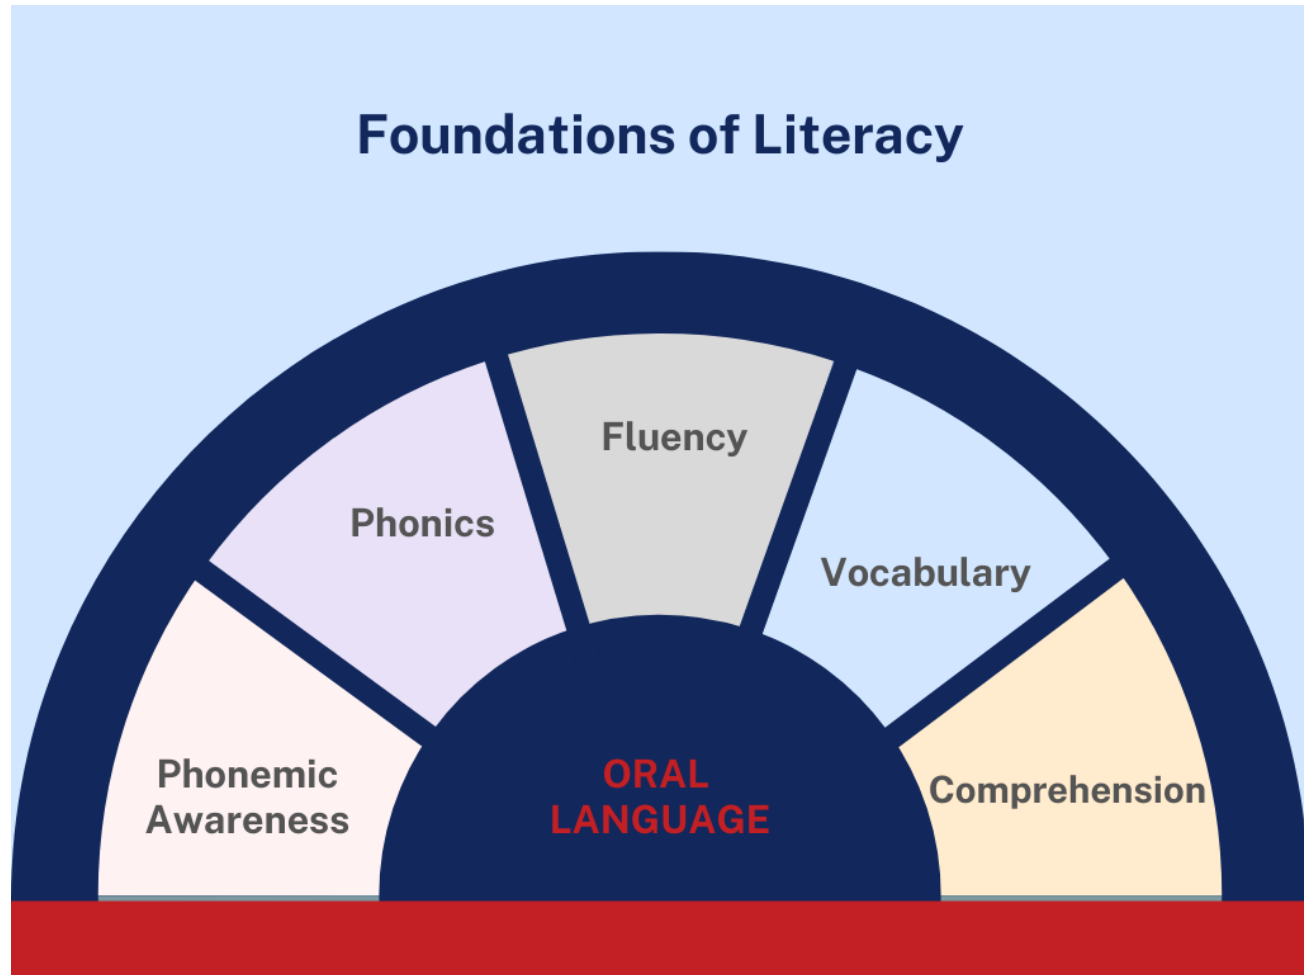 Foundations of Literacy
Fluency
Phonics
Vocabulary
Phonemic
Awareness
ORAL
LANGUAGE
Comprehension